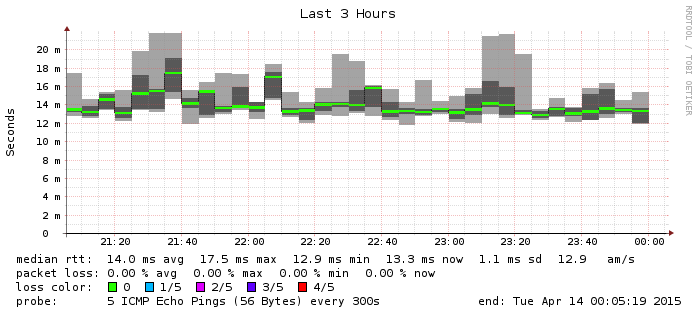 Last 3 Hours
RRDTOOL / TOBI OETIKER
Seconds
20 m
18 m
16 m
14 m
12 m
10 m
8 m
6 m
4 m
2 m
0
21:20 21:40 22:00 22:20 22:40 23:00 23:20 23:40 00:00
median rtt: 14.0 ms avg 17.5 ms max 12.9 ms min 13.3 ms now 1.1 ms sd 12.9 am/s
packet loss: 0.00 % avg 0.00 % max 0.00 % min 0.00 % now
loss color: 0 1/5 2/5 3/5 4/5
probe: 5 ICMP Echo Pings (56 Bytes) every 300s end: Tue Apr 14 00:05:19 2015